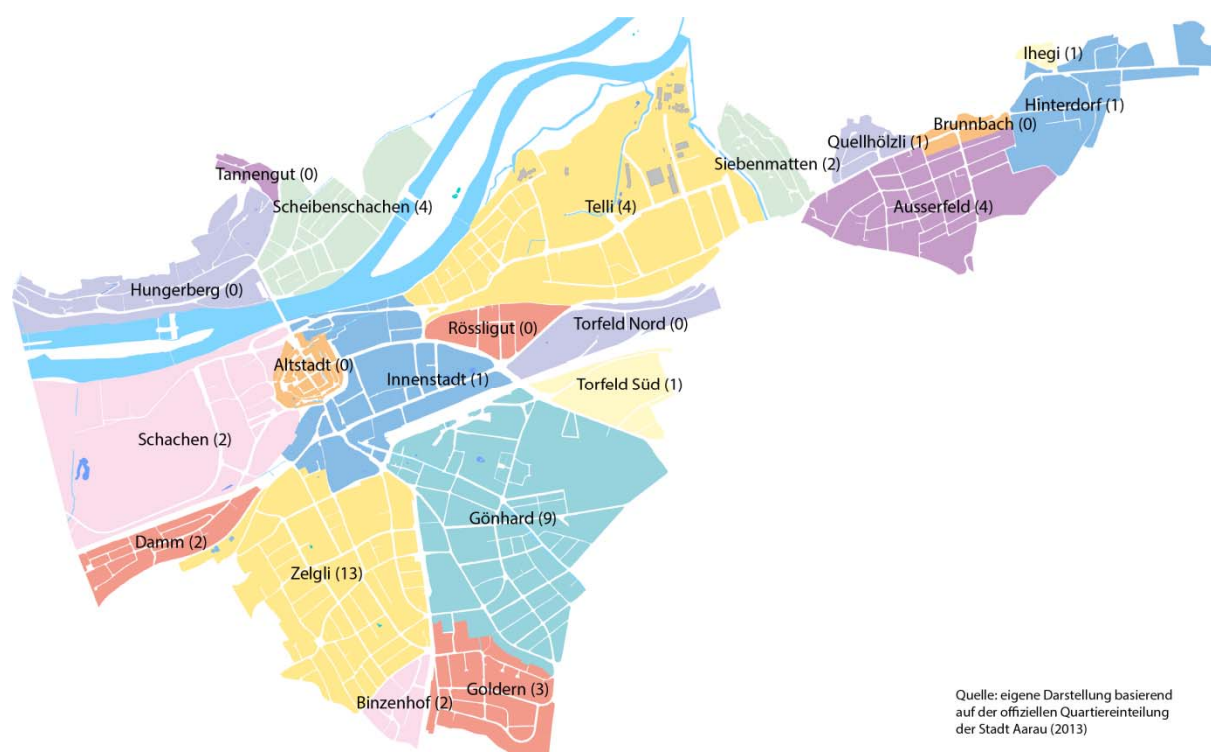 Ihegi (1)
Hinterdorf (1)
Brunnbach (0)
Quellhölzli (1)
Siebenmatten (2)
Tannengut (0)
Scheibenschachen (4)
Telli (4)
Ausserfeld (4)
Hungerberg (0)
Rössligut (0)
Torfeld Nord (0)
Altstadt (0)
Innenstadt (1)
Torfeld Süd (1)
Schachen (2)
Gönhard (9)
Damm (2)
Zelgli (13)
Goldern (3)
Binzenhof (2)
Quelle: eigene Darstellung basierend
auf der offiziellen Quartiereinteilung
der Stadt Aarau (2013)